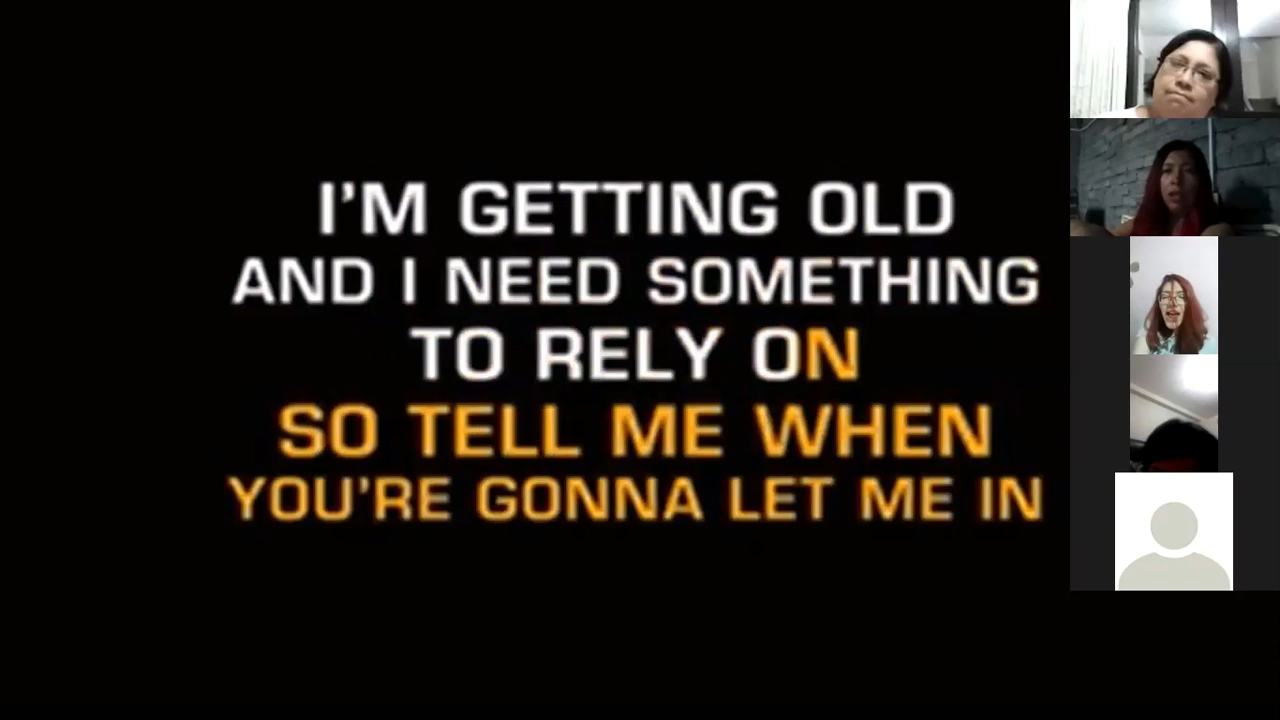 I'M GETTING OLD
AND I NEED SOMETHING
TO RELY ON
SO TELL ME WHEN
YOU'RE GONNA LET ME IN